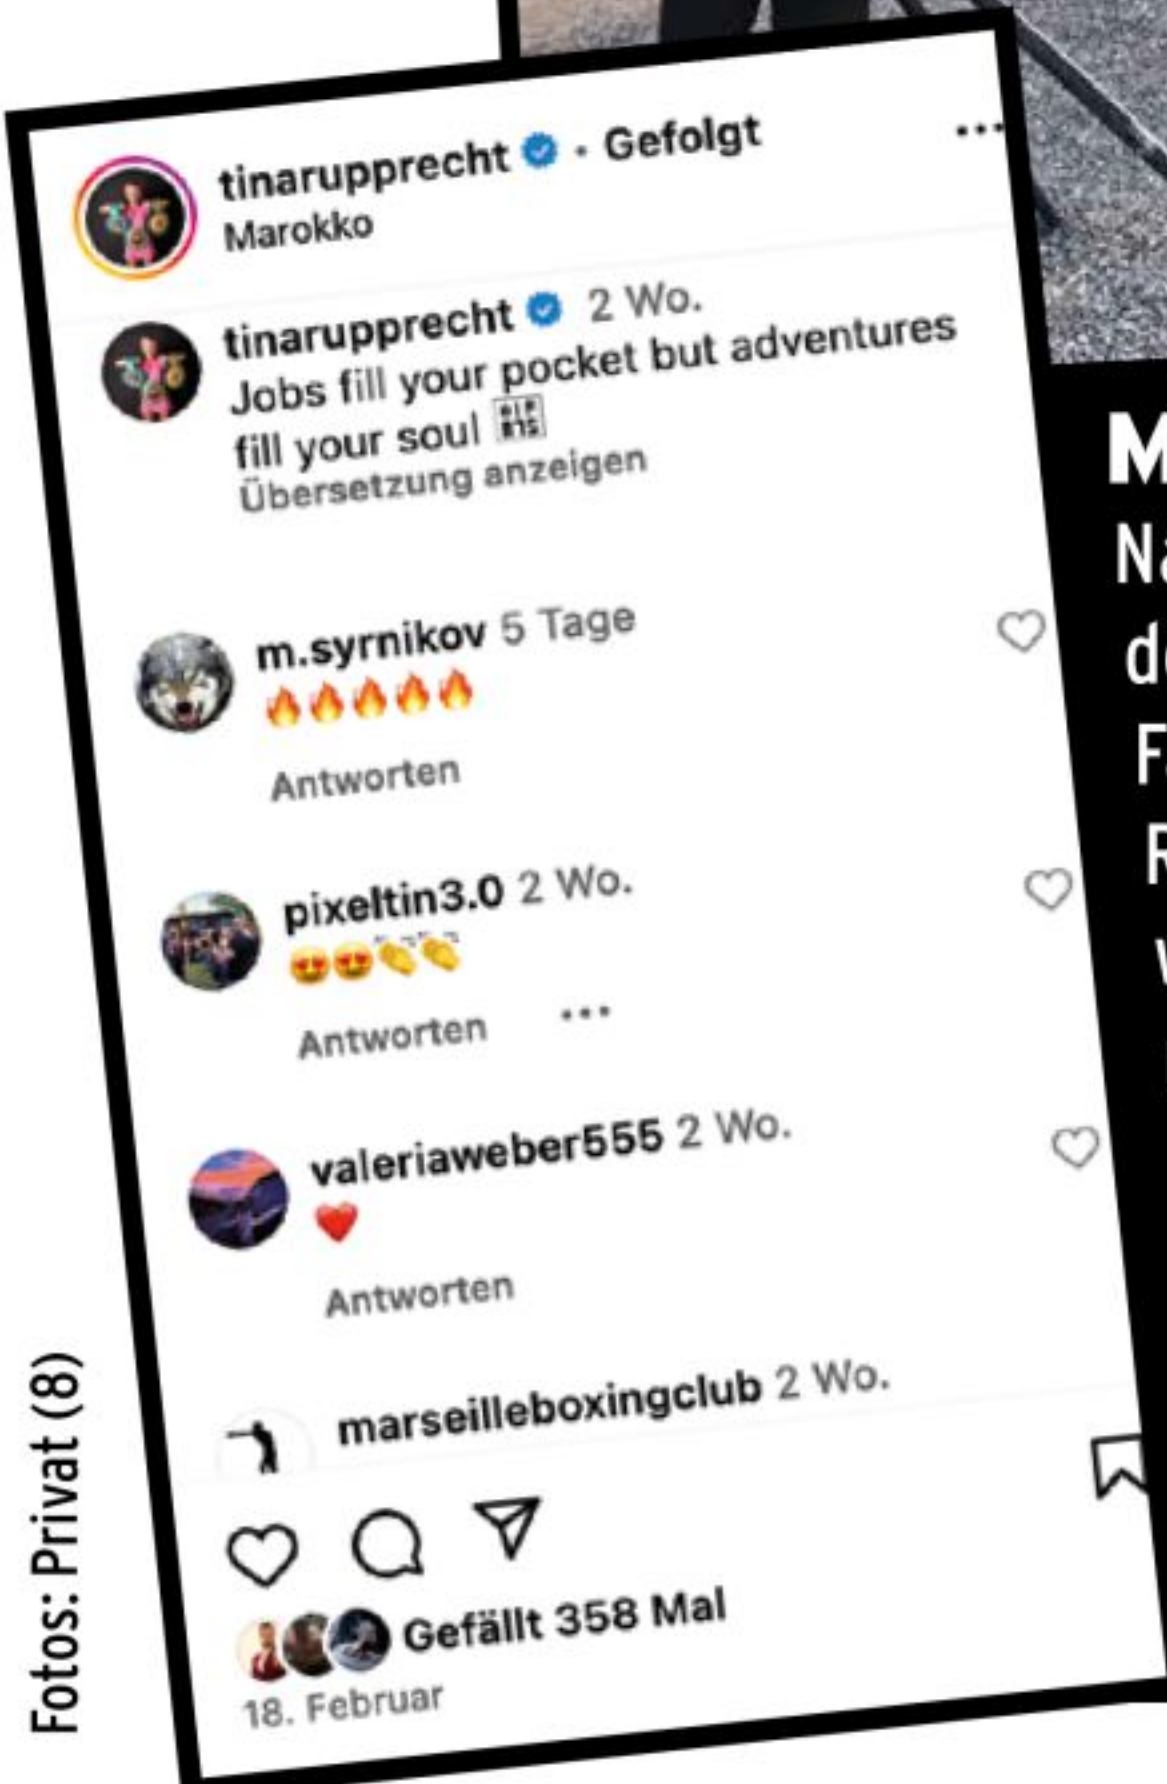 tinarupprecht · Gefolgt
Marokko
tinarupprecht 2 Wo.
Jobs fill your pocket but adventures
fill your soul
Übersetzung anzeigen
m.syrnikov 5 Tage
🔥🔥🔥🔥🔥
Antworten
pixeltin3.0 2 Wo.
😍😍👏👏
Antworten
valeriaweber555 2 Wo.
❤️
Antworten
marseilleboxingclub 2 Wo.
Gefällt 358 Mal
18. Februar
Fotos: Privat (8)